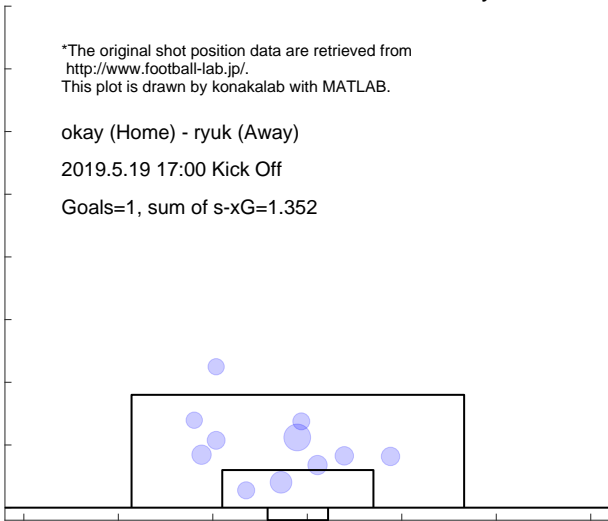 *The original shot position data are retrieved from
http://www.football-lab.jp/.
This plot is drawn by konakalab with MATLAB.
okay (Home) - ryuk (Away)
2019.5.19 17:00 Kick Off
Goals=1, sum of s-xG=1.352